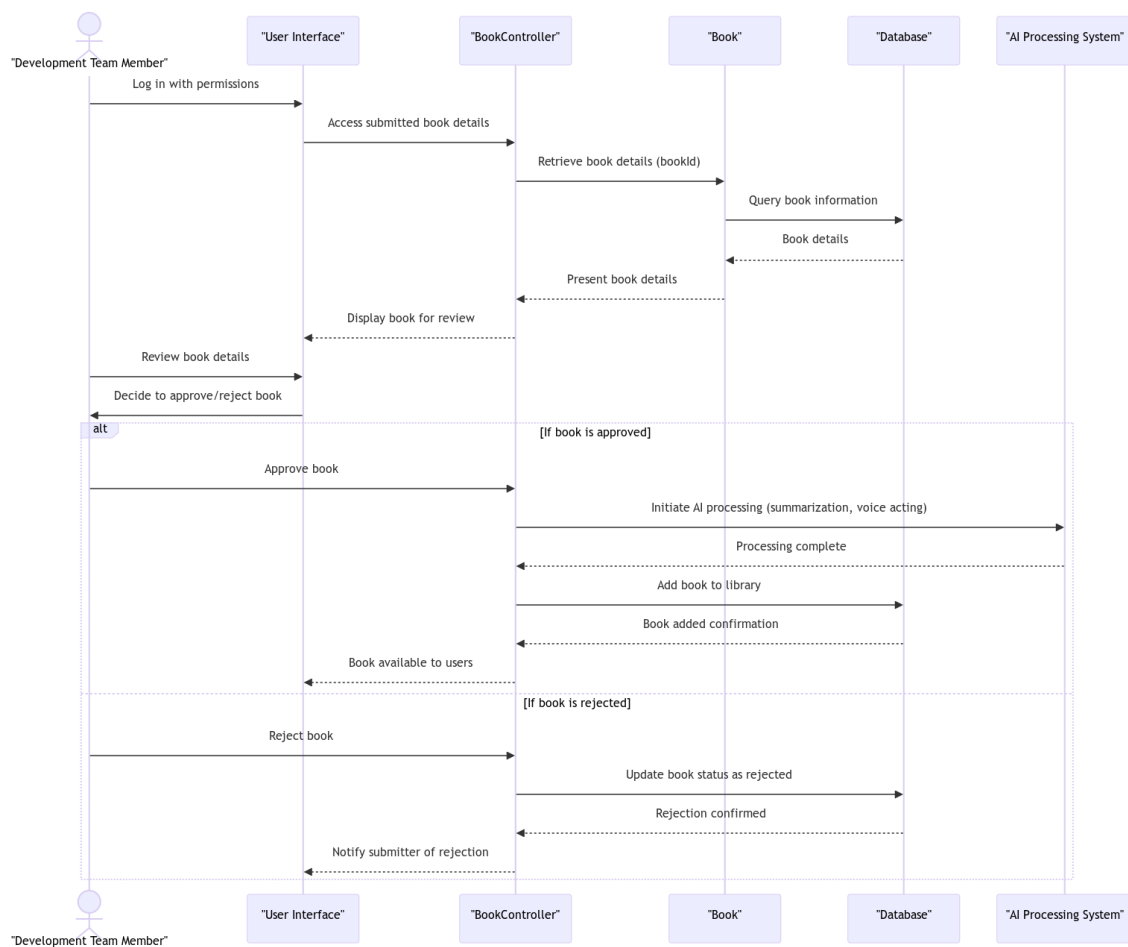 "User Interface"
"BookController"
"Book"
"Database"
"AI Processing System"
"Development Team Member"
Log in with permissions
Access submitted book details
Retrieve book details (bookId)
Query book information
Book details
Present book details
Display book for review
Review book details
Decide to approve/reject book
alt
[If book is approved]
Approve book
Initiate AI processing (summarization, voice acting)
Processing complete
Add book to library
Book added confirmation
Book available to users
[If book is rejected]
Reject book
Update book status as rejected
Rejection confirmed
Notify submitter of rejection
"User Interface"
"BookController"
"Book"
"Database"
"AI Processing System"
"Development Team Member"